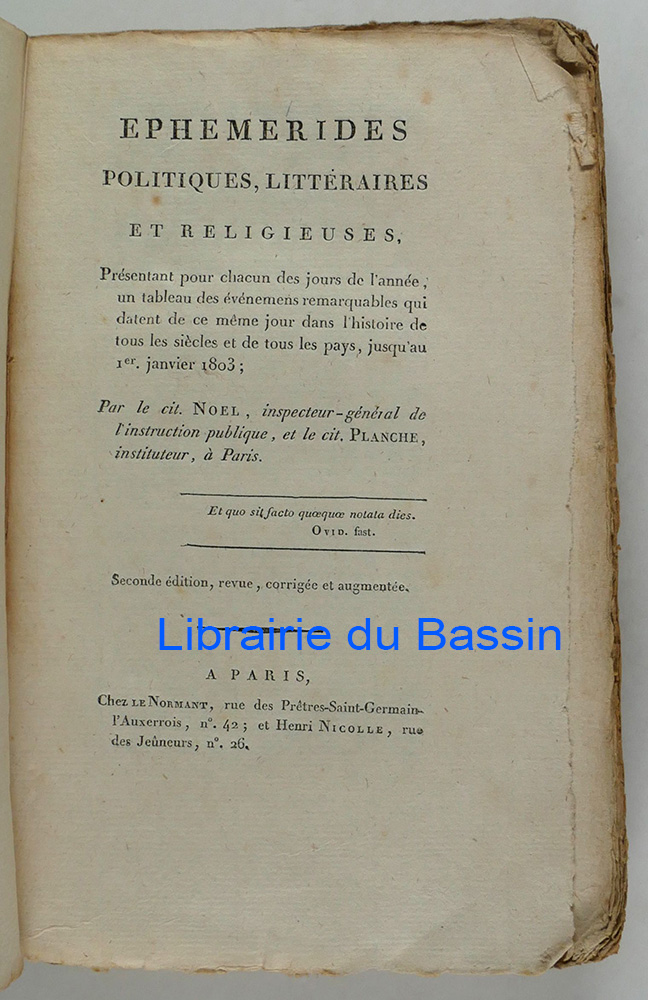 EPHEMERIDES
POLITIQUES, LITTÉRAIRES
ET RELIGIEUSES,
Présentant pour chacun des jours de l'année,
un tableau des événemens remarquables qui
datent de ce même jour dans l'histoire de
tous les siècles et de tous les pays, jusqu'au
1er. janvier 1803;
Par le cit. NOEL, inspecteur-général de
l'instruction publique, et le cit. PLANCHE,
instituteur, à Paris.
Et quo sit facto quæquæ notata dies.
OVID. fast.
Seconde édition, revue, corrigée et augmentée.
Librairie du Bassin
A PARIS,
Chez LE NORMANT, rue des Prêtres-Saint-Germain-
l'Auxerrois, n°. 42; et Henri NICOLLE, rue
des Jeûneurs, n°. 26.